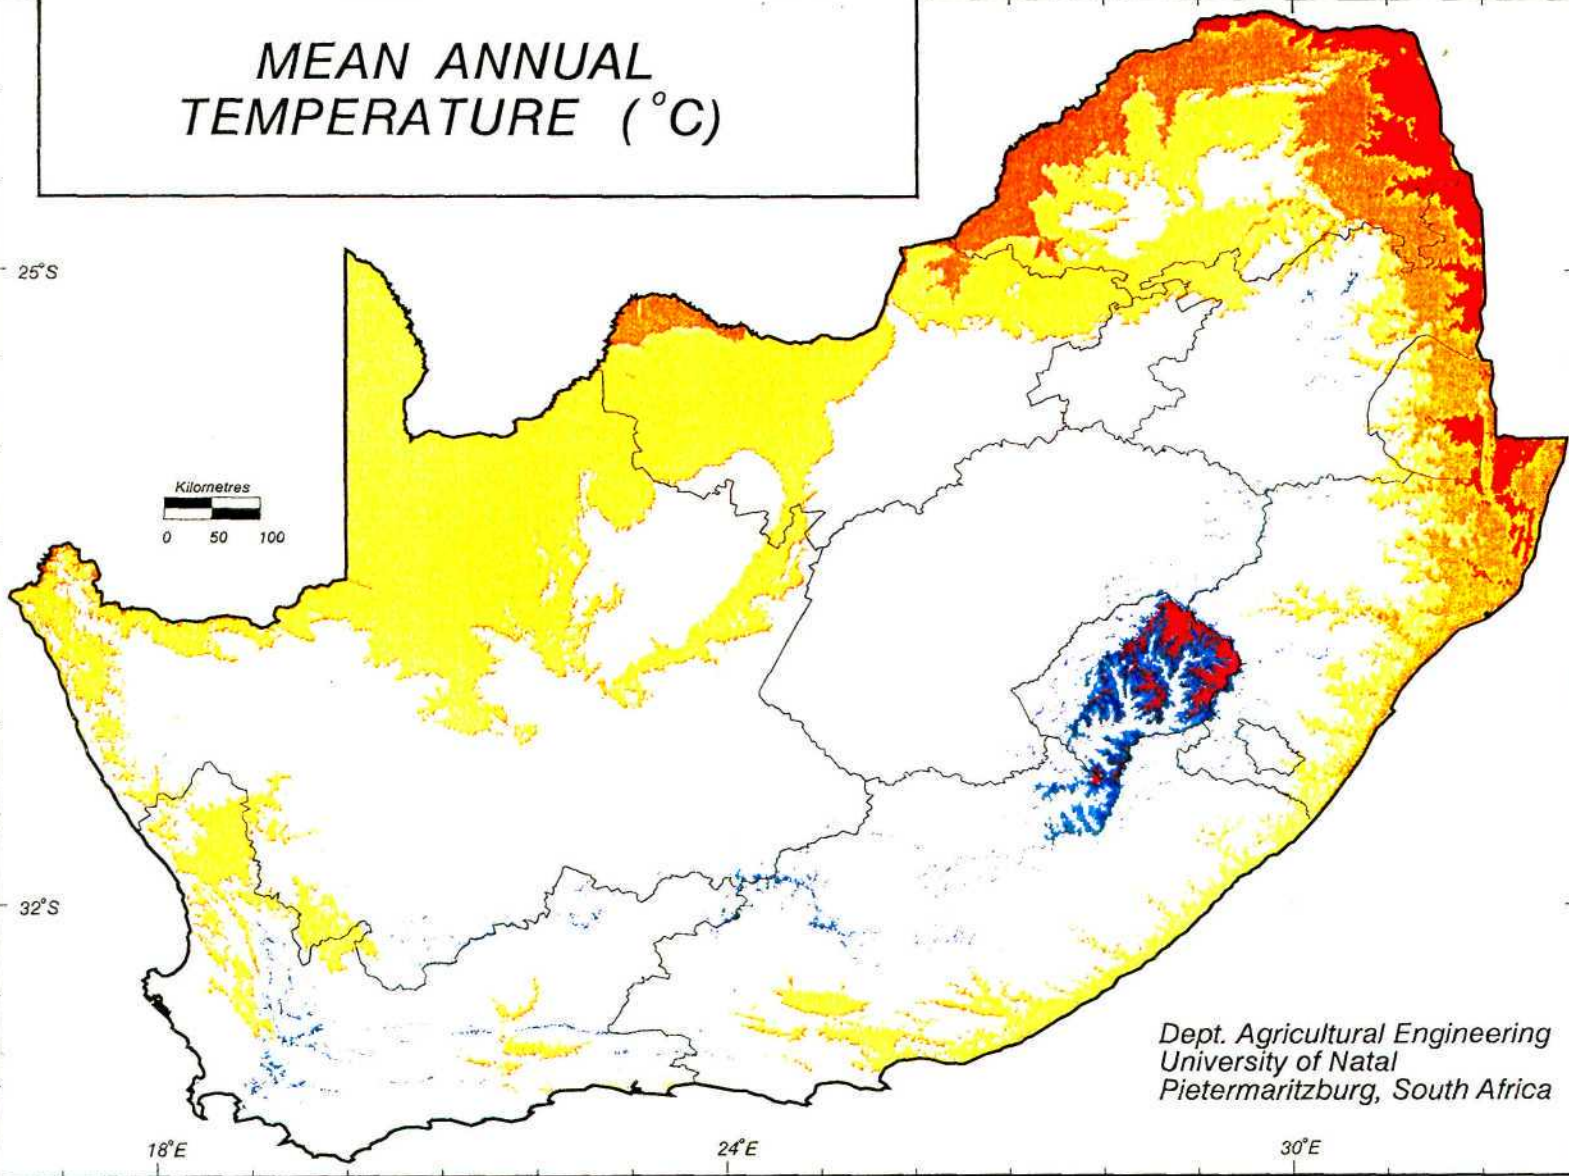 MEAN ANNUAL
TEMPERATURE (°C)
25°S
Kilometres
0 50 100
32°S
Dept. Agricultural Engineering
University of Natal
Pietermaritzburg, South Africa
18°E 24°E 30°E